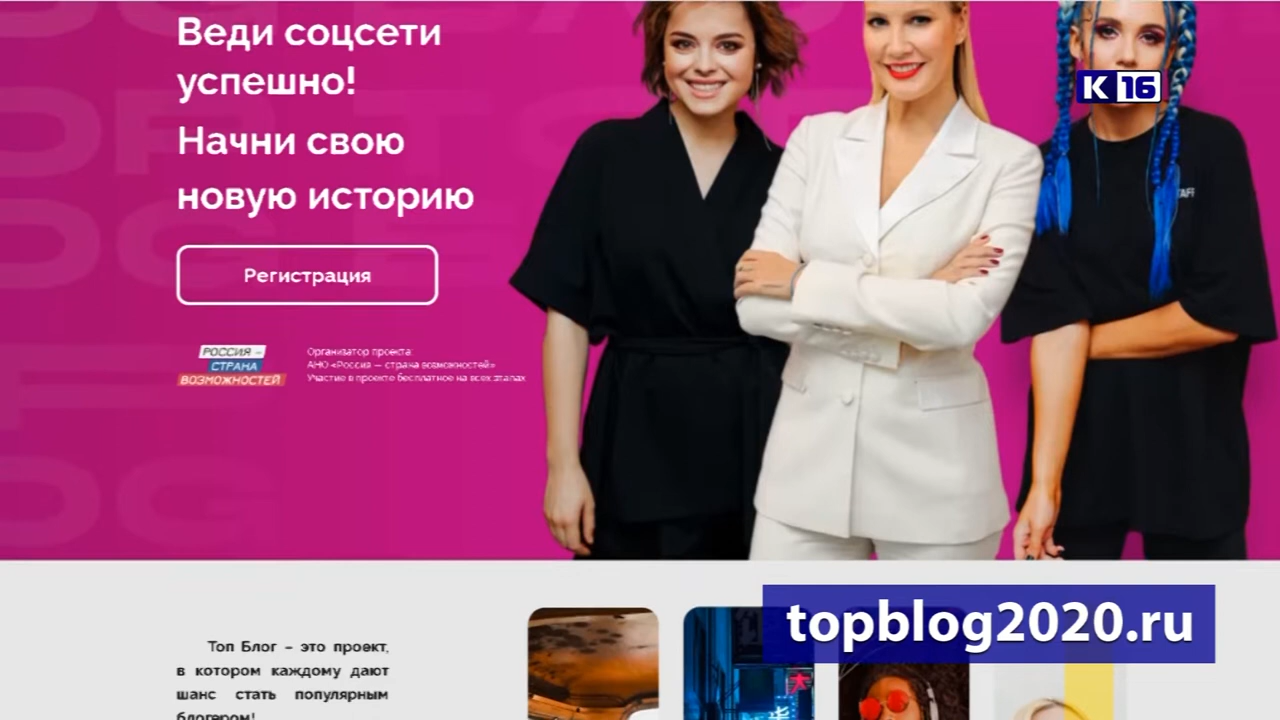 Веди соцсети
успешно!
Начни свою
новую историю
К 16
Регистрация
РОССИЯ –
СТРАНА
ВОЗМОЖНОСТЕЙ
Организатор проекта:
АНО «Россия — страна возможностей»
Участие в проекте бесплатное на всех этапах
topblog2020.ru
Топ Блог – это проект,
в котором каждому дают
шанс стать популярным
блогером!